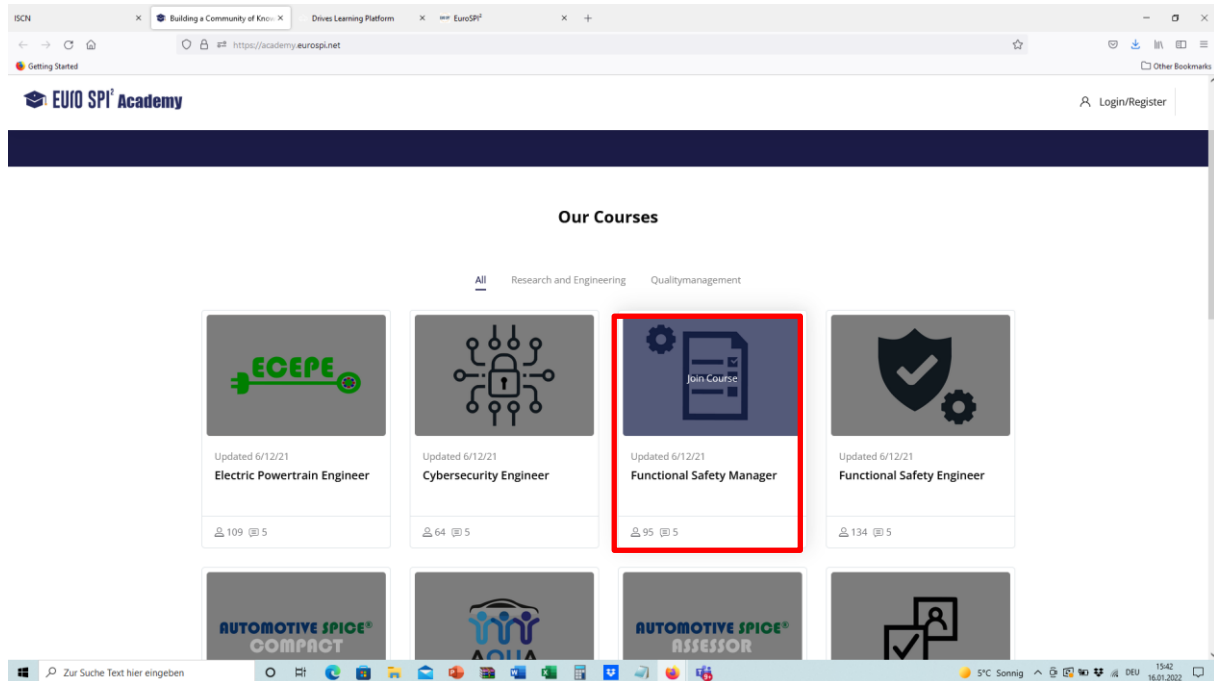 ISCN
Building a Community of Know
Drives Learning Platform
EuroSPI²
https://academy.eurospi.net
Getting Started
Other Bookmarks
EURO SPI² Academy
Login/Register
Our Courses
All Research and Engineering Qualitymanagement
ECEPE
Join Course
Updated 6/12/21
Electric Powertrain Engineer
109 5
Updated 6/12/21
Cybersecurity Engineer
64 5
Updated 6/12/21
Functional Safety Manager
95 5
Updated 6/12/21
Functional Safety Engineer
134 5
AUTOMOTIVE SPICE®
COMPACT
AQUA
AUTOMOTIVE SPICE®
ASSESSOR
Zur Suche Text hier eingeben
5°C Sonnig
DEU
15:42
16.01.2022